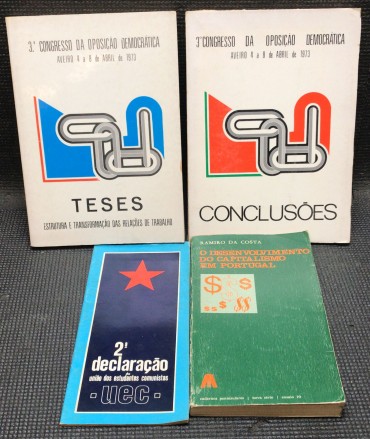 3.º CONGRESSO DA OPOSIÇÃO DEMOCRÁTICA
AVEIRO 4 a 8 de ABRIL de 1973
TESES
ESTRUTURA E TRANSFORMAÇÃO DAS RELAÇÕES DE TRABALHO
3º CONGRESSO DA OPOSIÇÃO DEMOCRÁTICA
AVEIRO 4 a 8 de ABRIL de 1973
CONCLUSÕES
2ª
declaração
união dos estudantes comunistas
·uec·
RAMIRO DA COSTA
O DESENVOLVIMENTO
DO CAPITALISMO
EM PORTUGAL
$ $
$$ §§